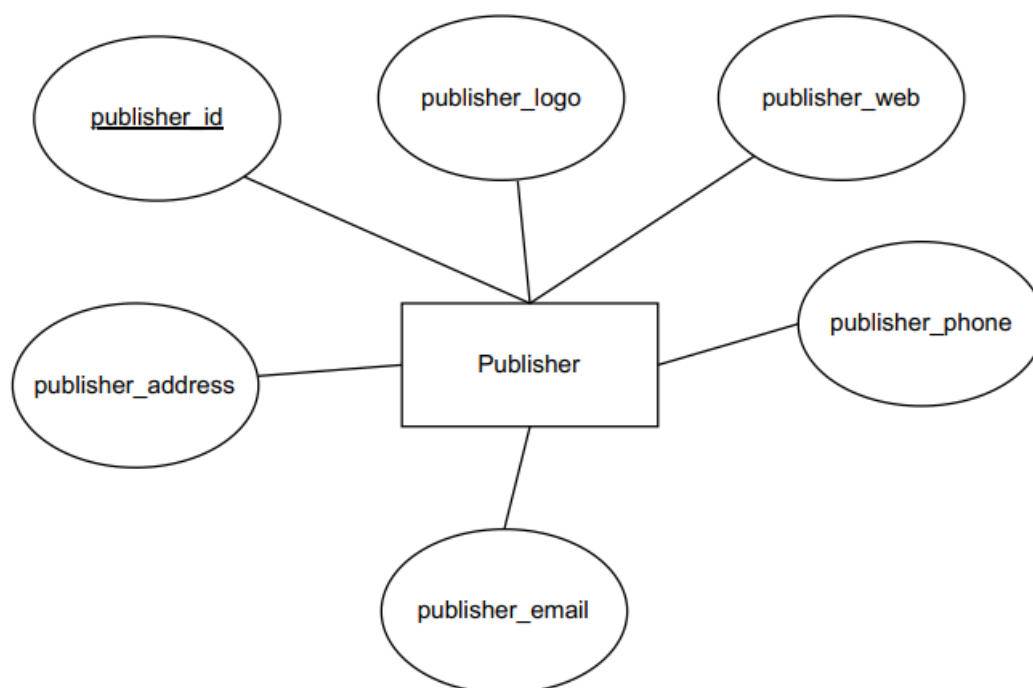 publisher_id
publisher_logo
publisher_web
publisher_phone
Publisher
publisher_address
publisher_email